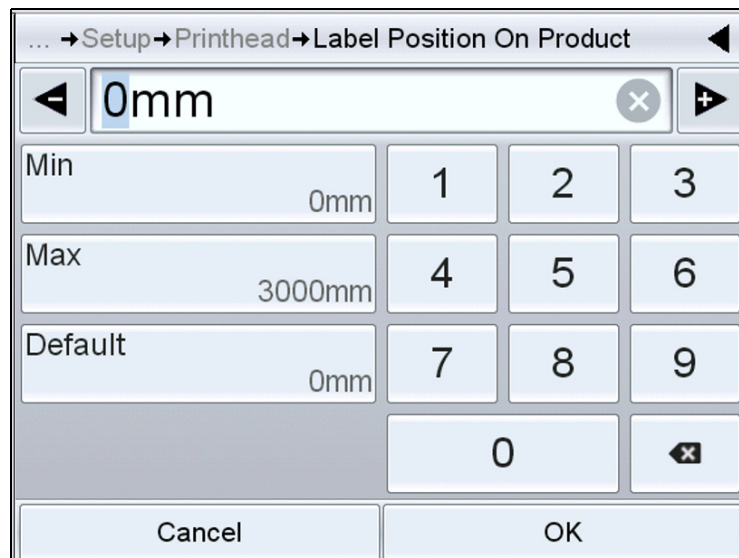 ... →Setup→Printhead→Label Position On Product
0mm
Min
0mm
1 2 3
Max
3000mm
4 5 6
Default
0mm
7 8 9
0
Cancel OK